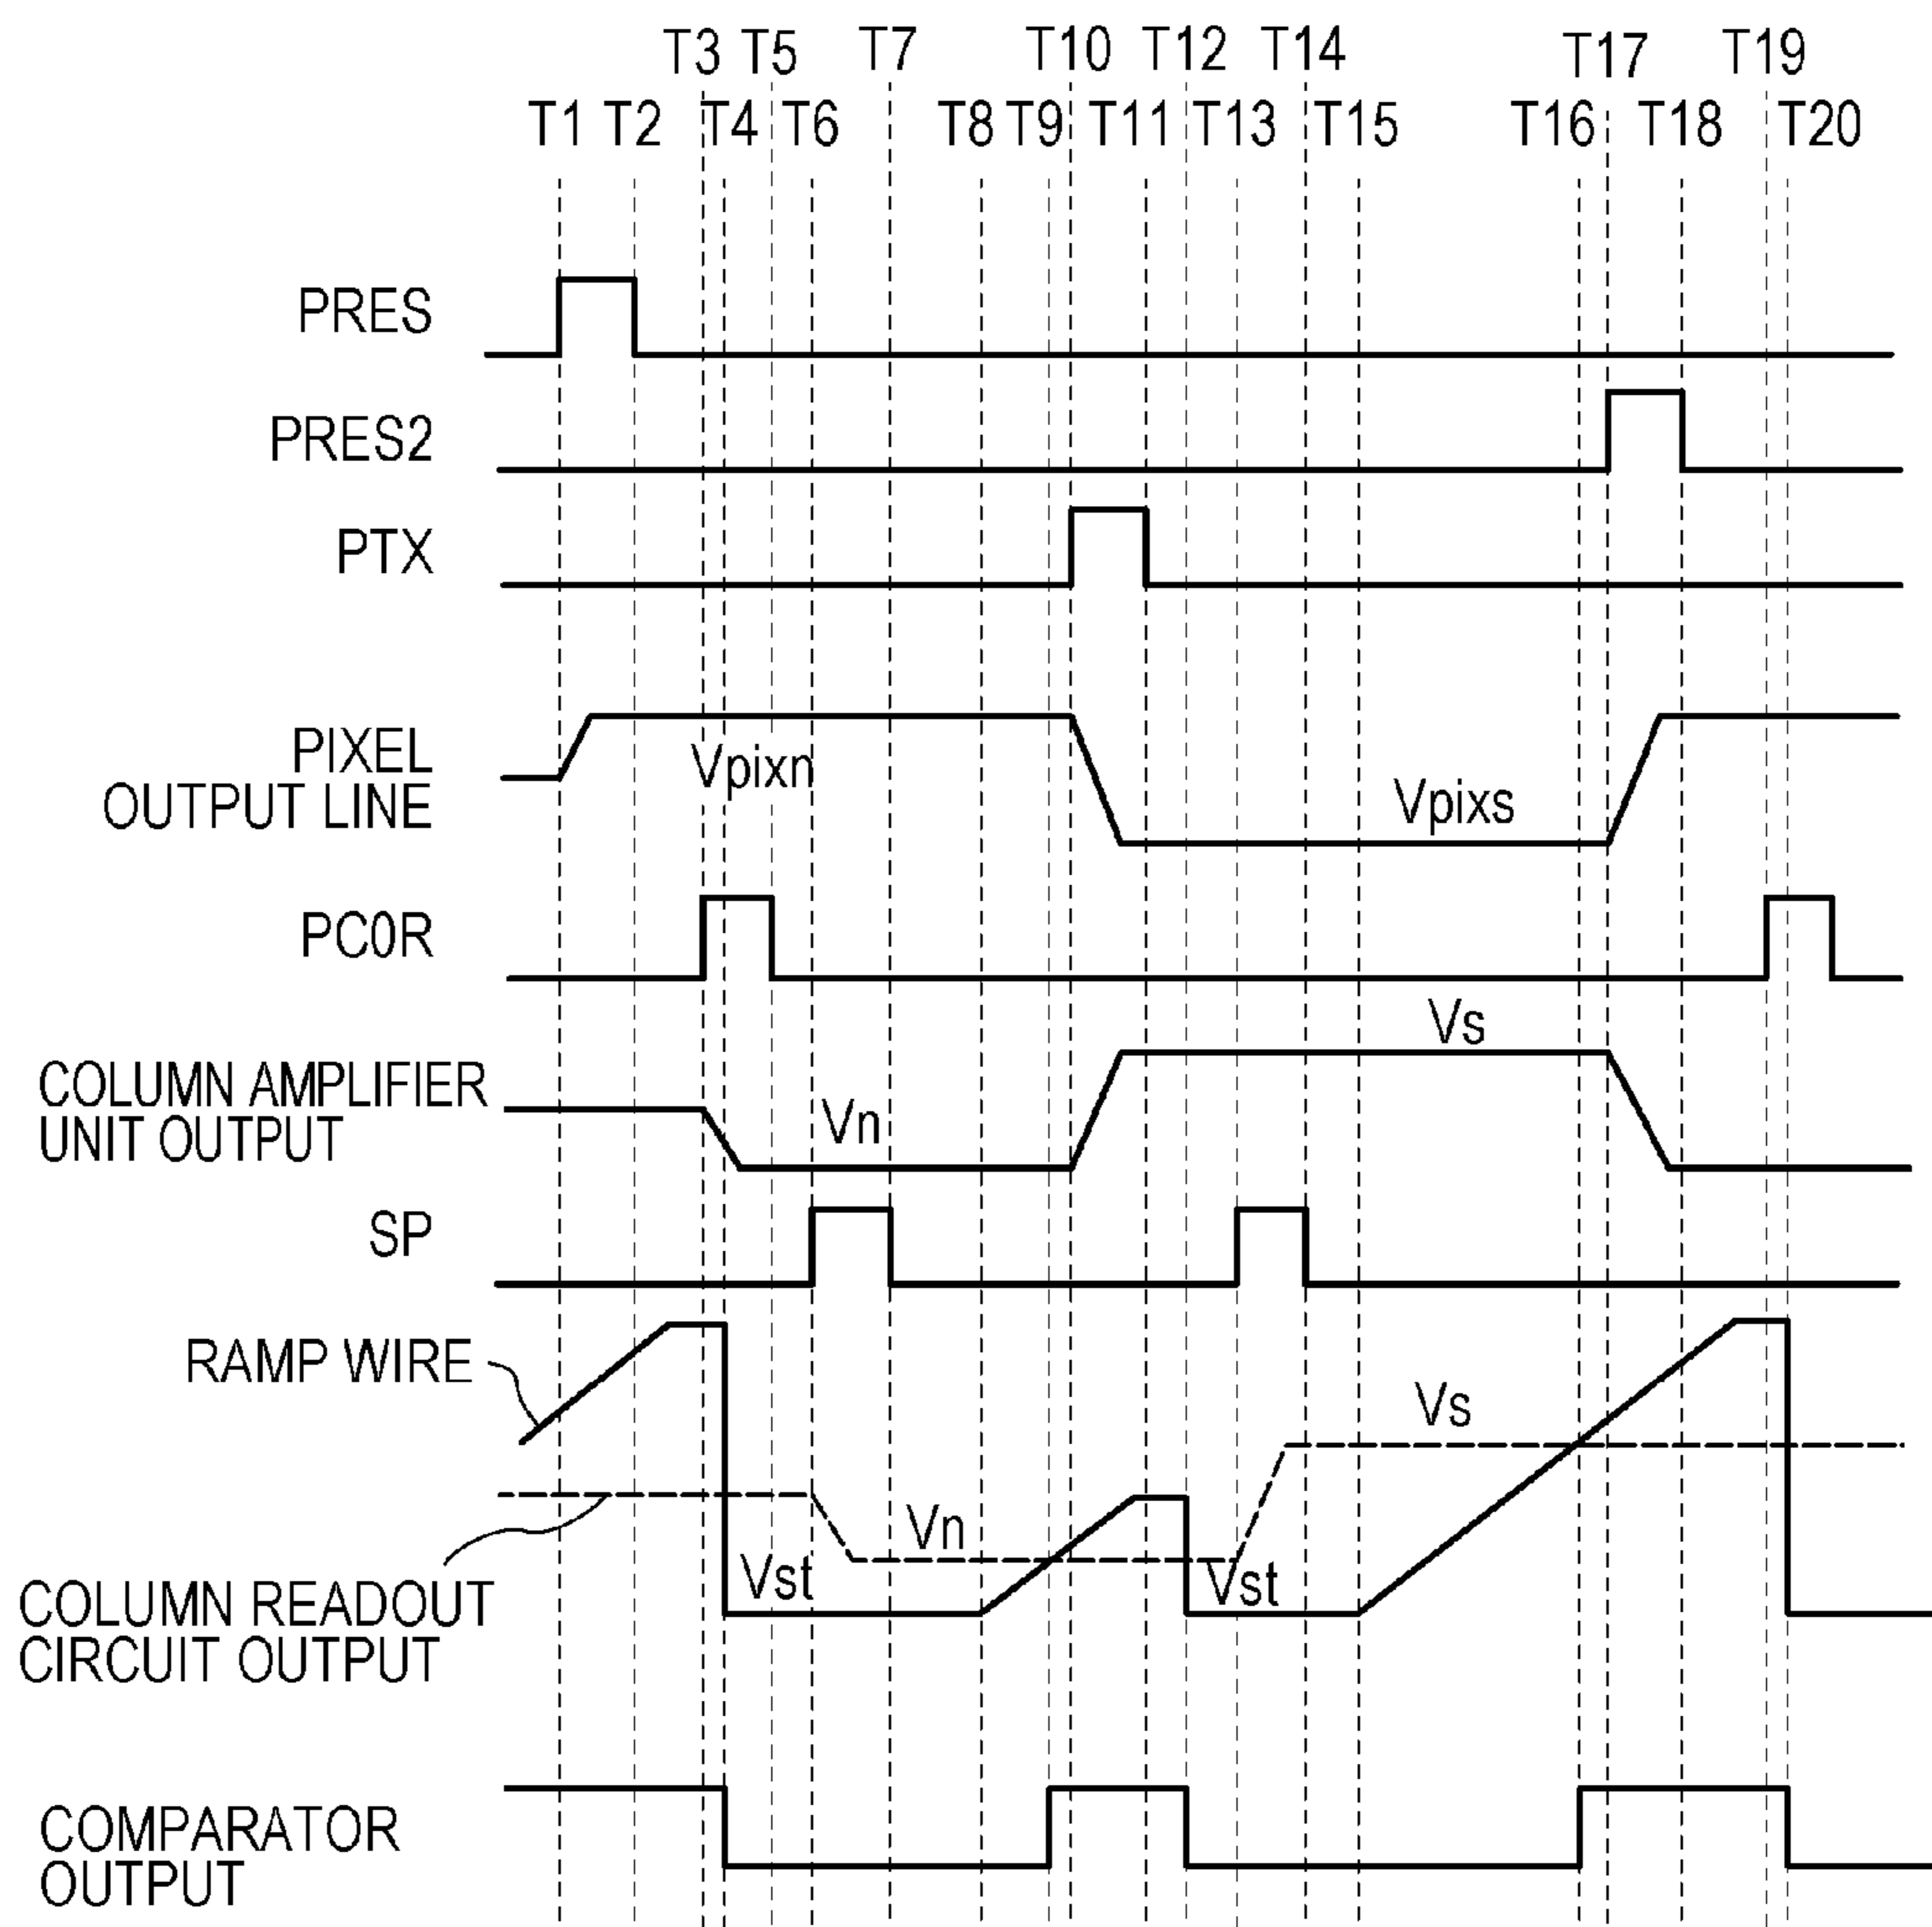 T3 T5 T7 T10 T12 T14 T17 T19
T1 T2 T4 T6 T8 T9 T11 T13 T15 T16 T18 T20
PRES
PRES2
PTX
PIXEL
OUTPUT LINE
Vpixn
Vpixs
PC0R
Vs
COLUMN AMPLIFIER
UNIT OUTPUT
Vn
SP
RAMP WIRE
Vs
Vn
Vst
Vst
COLUMN READOUT
CIRCUIT OUTPUT
COMPARATOR
OUTPUT